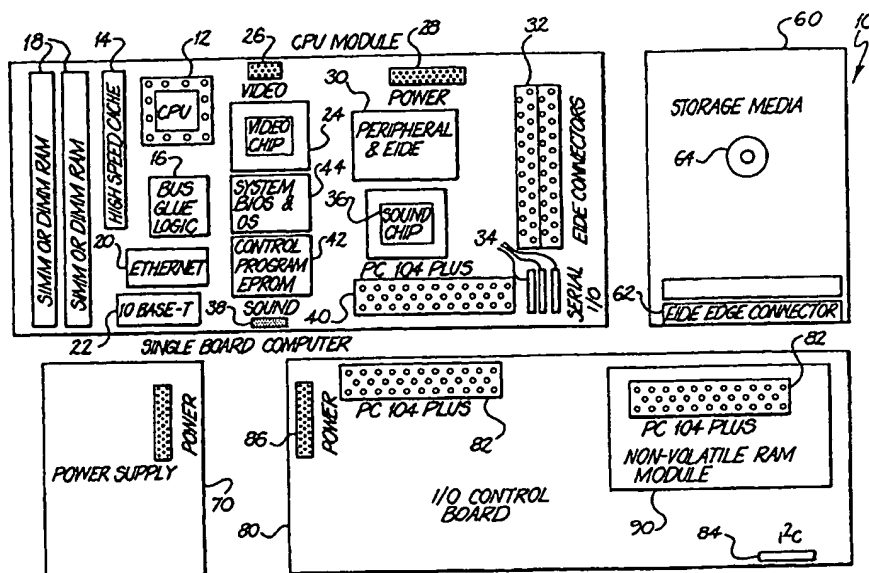 10
60
18
14
12
26
CPU MODULE
28
32
SIMM OR DIMM RAM
SIMM OR DIMM RAM
HIGH SPEED CACHE
CPU
VIDEO
VIDEO
CHIP
24
30
POWER
PERIPHERAL
& EIDE
EIDE CONNECTORS
STORAGE MEDIA
64
16
BUS
GLUE
LOGIC
44
SYSTEM
BIOS &
OS
36
SOUND
CHIP
20
ETHERNET
CONTROL
PROGRAM
EPROM
42
34
PC 104 PLUS
SERIAL
I/O
10 BASE-T
22
SOUND
38
40
62
EIDE EDGE CONNECTOR
SINGLE BOARD COMPUTER
82
POWER
POWER SUPPLY
70
86
POWER
PC 104 PLUS
82
PC 104 PLUS
NON-VOLATILE RAM
MODULE
I/O CONTROL
BOARD
80
90
84
I²C